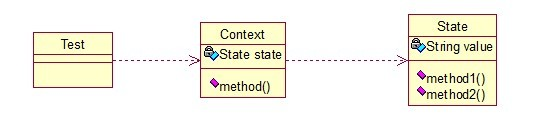 Test
Context
State state
method()
State
String value
method1()
method2()